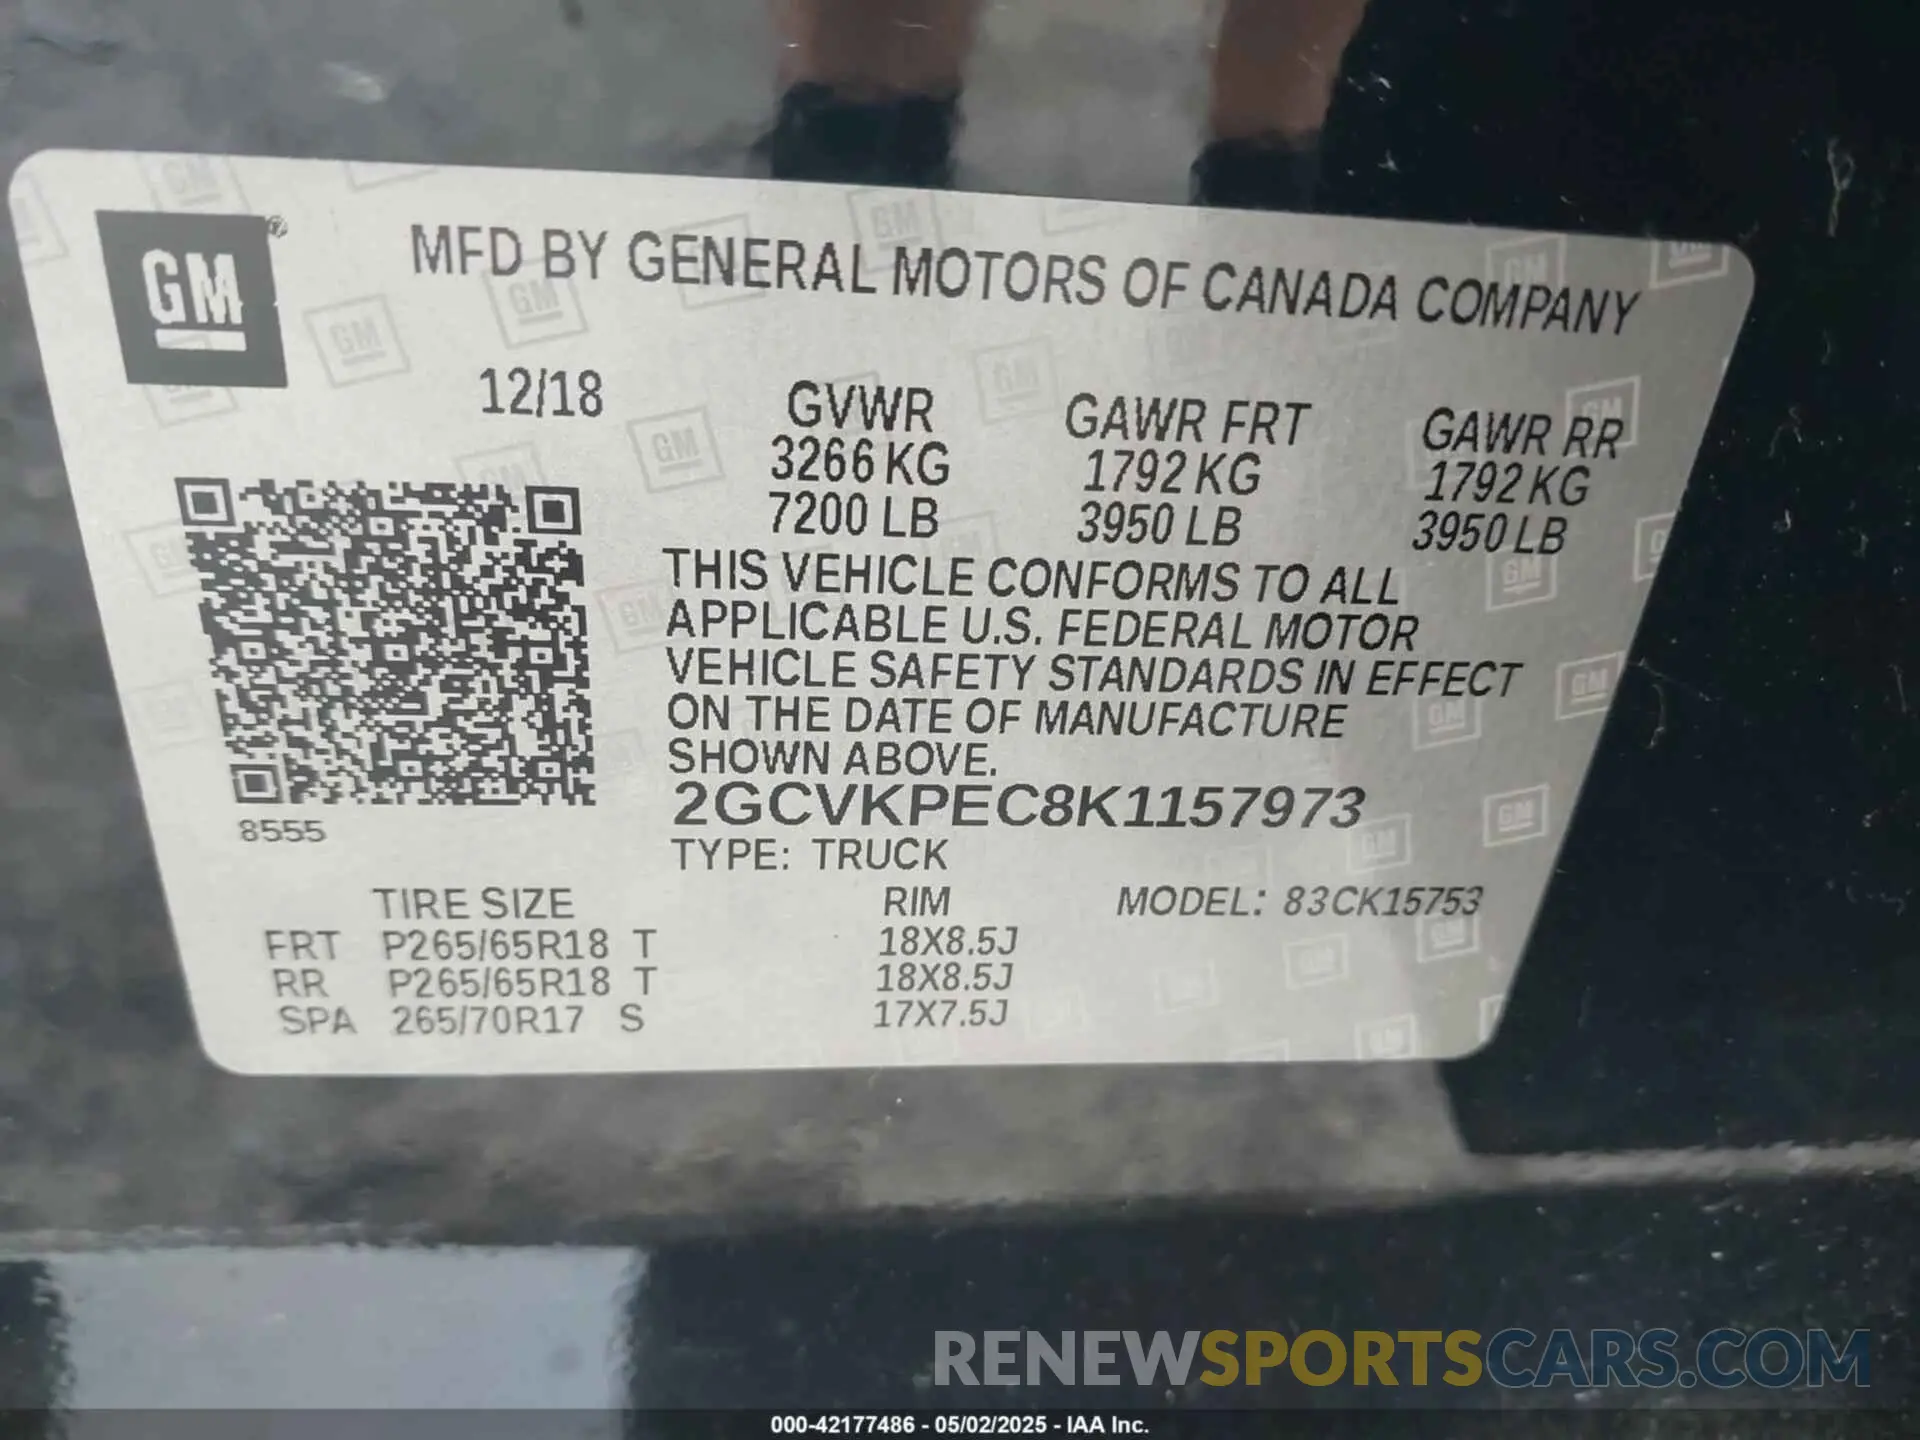 GM ®
MFD BY GENERAL MOTORS OF CANADA COMPANY
12/18 GVWR GAWR FRT GAWR RR
3266 KG 1792 KG 1792 KG
7200 LB 3950 LB 3950 LB
THIS VEHICLE CONFORMS TO ALL
APPLICABLE U.S. FEDERAL MOTOR
VEHICLE SAFETY STANDARDS IN EFFECT
ON THE DATE OF MANUFACTURE
SHOWN ABOVE.
2GCVKPEC8K1157973
8555
TYPE: TRUCK
TIRE SIZE RIM MODEL: 83CK15753
FRT P265/65R18 T 18X8.5J
RR P265/65R18 T 18X8.5J
SPA 265/70R17 S 17X7.5J
RENEWSPORTSCARS.COM
000-42177486 - 05/02/2025 - IAA Inc.